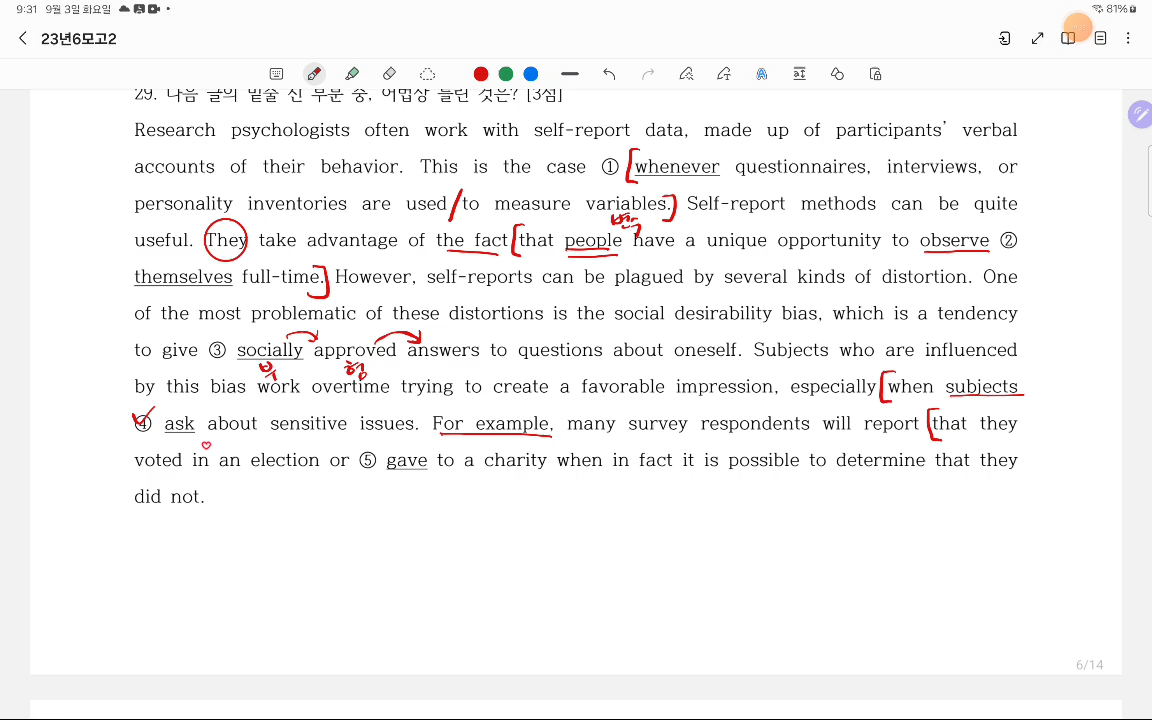 9:31 9월 3일 화요일 81%
23년6모고2
29. 다음 글의 밑줄 친 부분 중, 어법상 틀린 것은? [3점]
Research psychologists often work with self-report data, made up of participants' verbal
accounts of their behavior. This is the case ① whenever questionnaires, interviews, or
personality inventories are used to measure variables. Self-report methods can be quite
useful. They take advantage of the fact that people have a unique opportunity to observe ②
themselves full-time. However, self-reports can be plagued by several kinds of distortion. One
of the most problematic of these distortions is the social desirability bias, which is a tendency
to give ③ socially approved answers to questions about oneself. Subjects who are influenced
부 형
by this bias work overtime trying to create a favorable impression, especially when subjects
④ ask about sensitive issues. For example, many survey respondents will report that they
voted in an election or ⑤ gave to a charity when in fact it is possible to determine that they
did not.
6/14